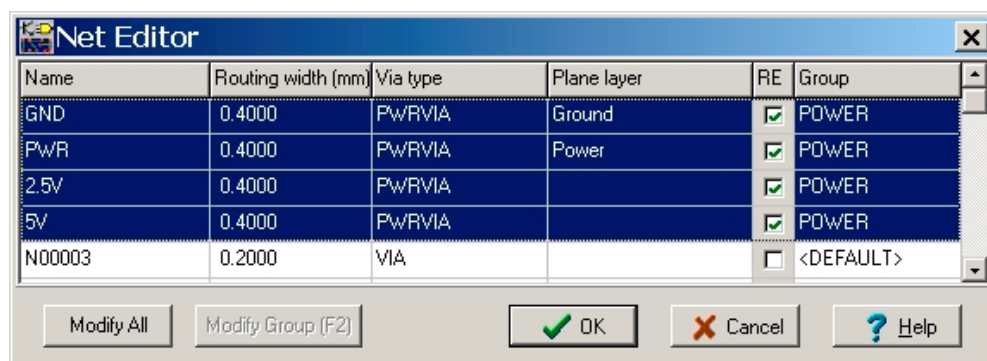 Net Editor
Name Routing width (mm) Via type Plane layer RE Group
GND 0.4000 PWRVIA Ground POWER
PWR 0.4000 PWRVIA Power POWER
2.5V 0.4000 PWRVIA POWER
5V 0.4000 PWRVIA POWER
N00003 0.2000 VIA <DEFAULT>
Modify All Modify Group (F2) OK Cancel Help